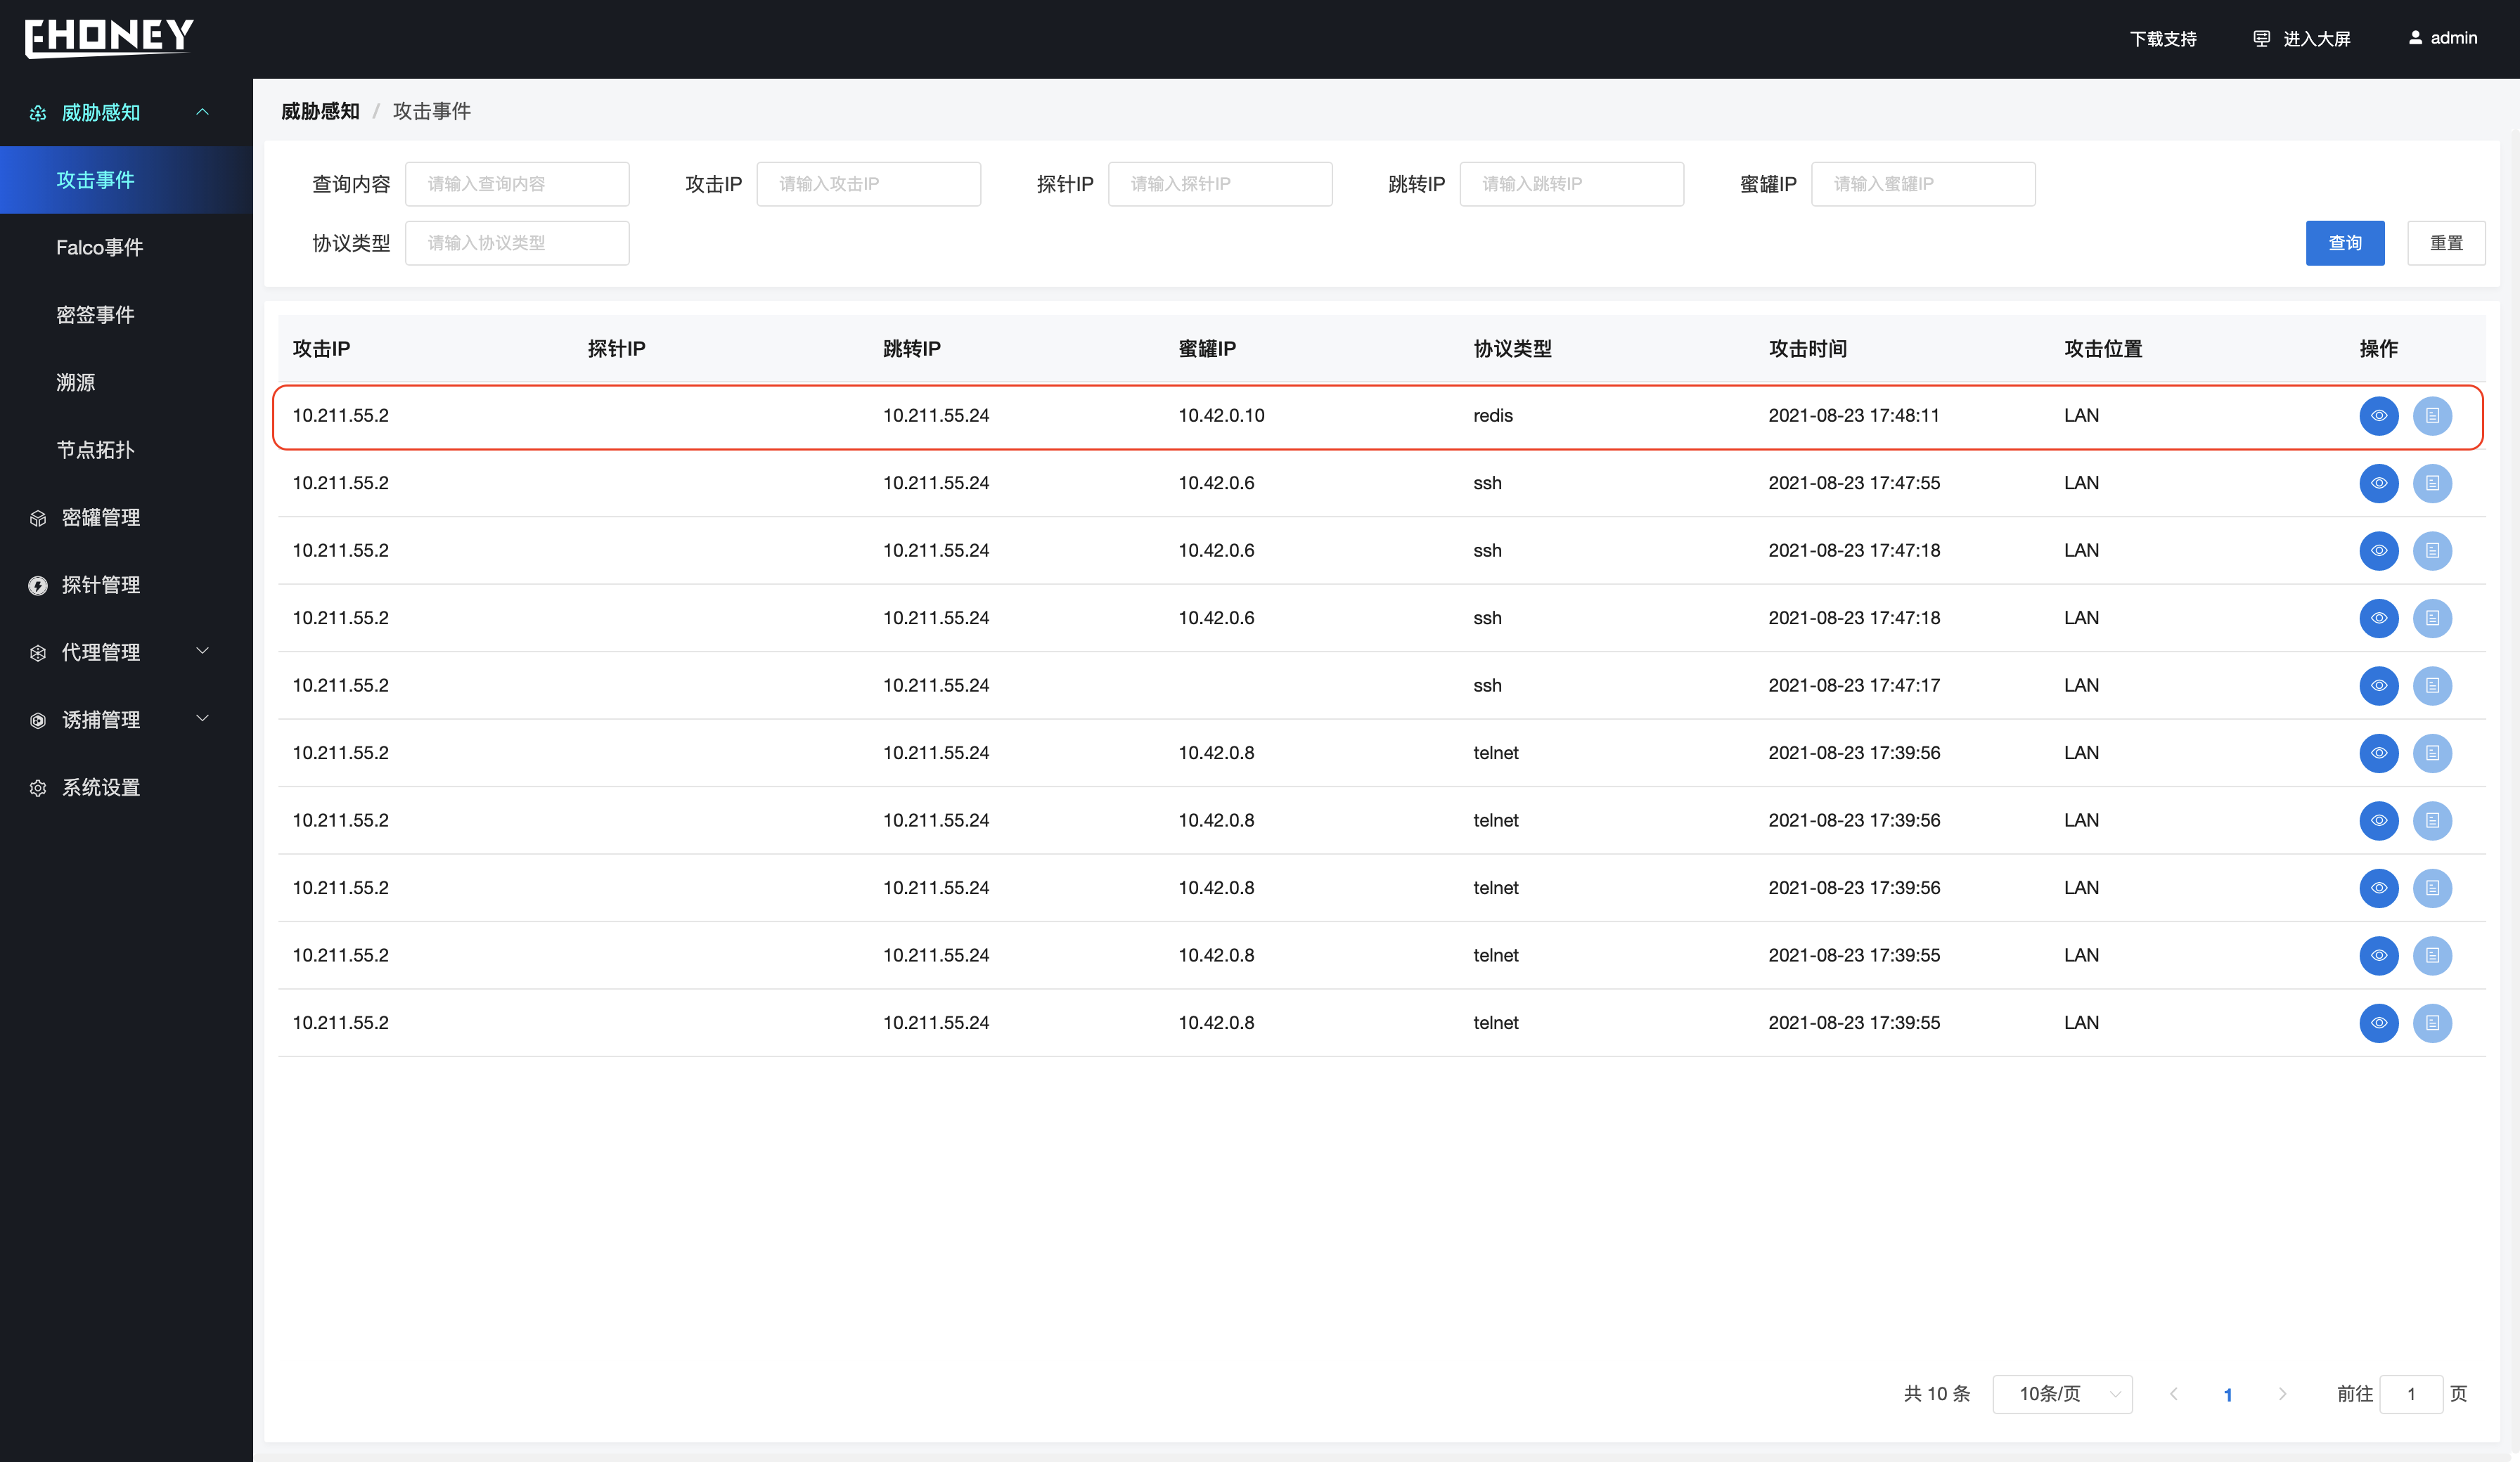 EHONEY
下载支持 进入大屏 admin
威胁感知
攻击事件
Falco事件
密签事件
溯源
节点拓扑
密罐管理
探针管理
代理管理
诱捕管理
系统设置
威胁感知 / 攻击事件
查询内容 请输入查询内容 攻击IP 请输入攻击IP 探针IP 请输入探针IP 跳转IP 请输入跳转IP 蜜罐IP 请输入蜜罐IP
协议类型 请输入协议类型 查询 重置
攻击IP 探针IP 跳转IP 蜜罐IP 协议类型 攻击时间 攻击位置 操作
10.211.55.2 10.211.55.24 10.42.0.10 redis 2021-08-23 17:48:11 LAN
10.211.55.2 10.211.55.24 10.42.0.6 ssh 2021-08-23 17:47:55 LAN
10.211.55.2 10.211.55.24 10.42.0.6 ssh 2021-08-23 17:47:18 LAN
10.211.55.2 10.211.55.24 10.42.0.6 ssh 2021-08-23 17:47:18 LAN
10.211.55.2 10.211.55.24 ssh 2021-08-23 17:47:17 LAN
10.211.55.2 10.211.55.24 10.42.0.8 telnet 2021-08-23 17:39:56 LAN
10.211.55.2 10.211.55.24 10.42.0.8 telnet 2021-08-23 17:39:56 LAN
10.211.55.2 10.211.55.24 10.42.0.8 telnet 2021-08-23 17:39:56 LAN
10.211.55.2 10.211.55.24 10.42.0.8 telnet 2021-08-23 17:39:55 LAN
10.211.55.2 10.211.55.24 10.42.0.8 telnet 2021-08-23 17:39:55 LAN
共 10 条 10条/页 1 前往 1 页